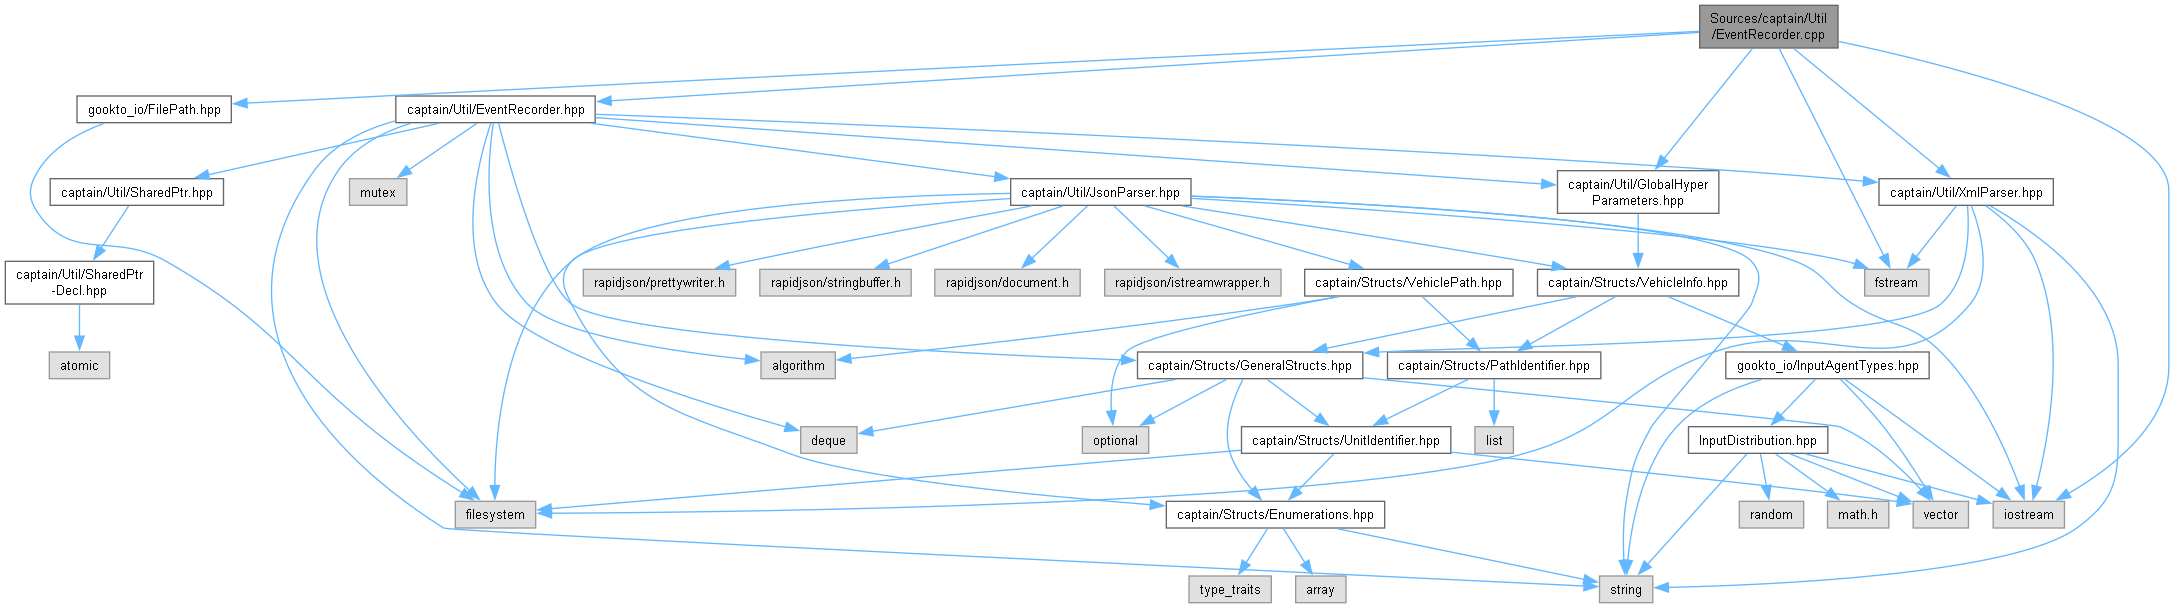 Sources/captain/Util
/EventRecorder.cpp
gookto_io/FilePath.hpp
captain/Util/EventRecorder.hpp
captain/Util/SharedPtr.hpp
mutex
captain/Util/JsonParser.hpp
captain/Util/GlobalHyper
Parameters.hpp
captain/Util/XmlParser.hpp
captain/Util/SharedPtr
-Decl.hpp
rapidjson/prettywriter.h
rapidjson/stringbuffer.h
rapidjson/document.h
rapidjson/istreamwrapper.h
captain/Structs/VehiclePath.hpp
captain/Structs/VehicleInfo.hpp
fstream
atomic
algorithm
captain/Structs/GeneralStructs.hpp
captain/Structs/PathIdentifier.hpp
gookto_io/InputAgentTypes.hpp
deque
optional
captain/Structs/UnitIdentifier.hpp
list
InputDistribution.hpp
filesystem
captain/Structs/Enumerations.hpp
random
math.h
vector
iostream
type_traits
array
string